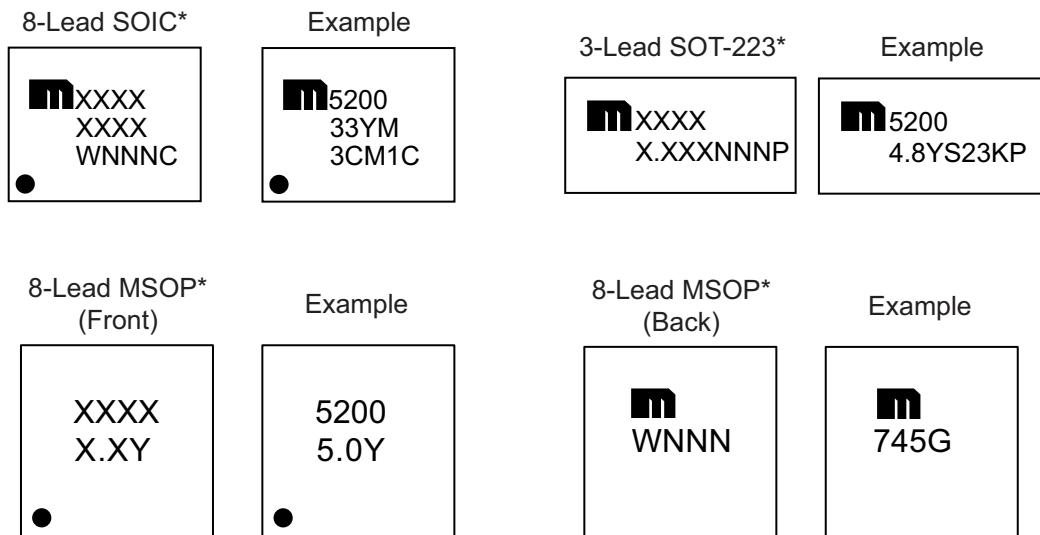 8-Lead SOIC*
Example
XXXX
XXXX
WNNNC
5200
33YM
3CM1C
3-Lead SOT-223*
Example
XXXX
X.XXXNNNP
5200
4.8YS23KP
8-Lead MSOP*
(Front)
Example
XXXX
X.XY
5200
5.0Y
8-Lead MSOP*
(Back)
Example
WNNN
745G